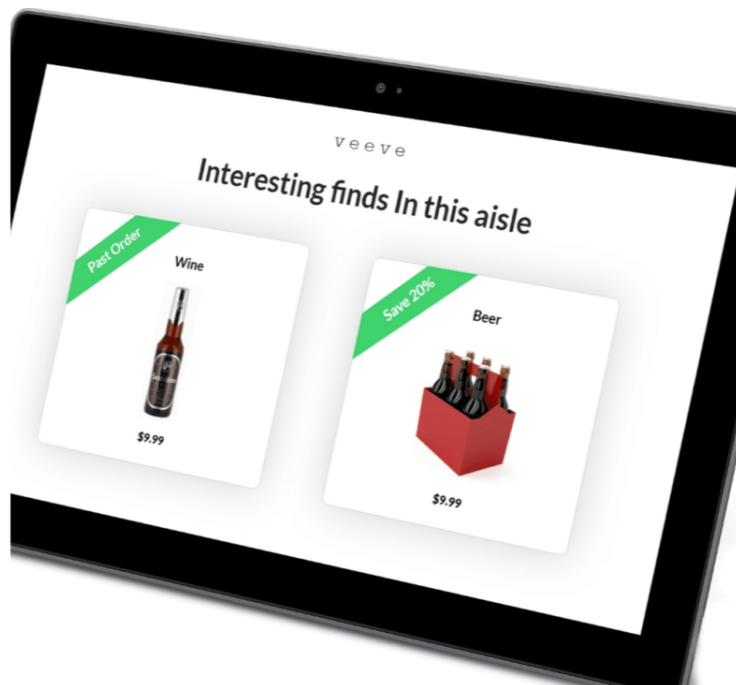 veeve
Interesting finds In this aisle
Past Order
Wine
$9.99
Save 20%
Beer
$9.99